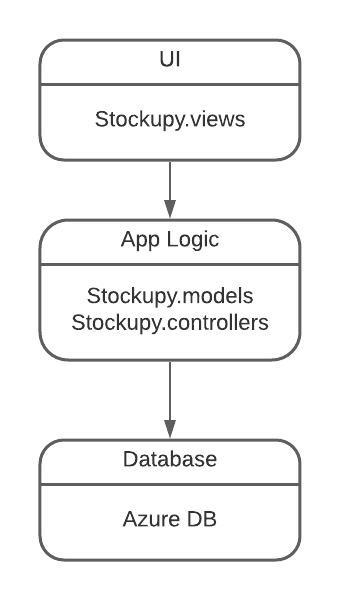 UI
Stockupy.views
App Logic
Stockupy.models
Stockupy.controllers
Database
Azure DB